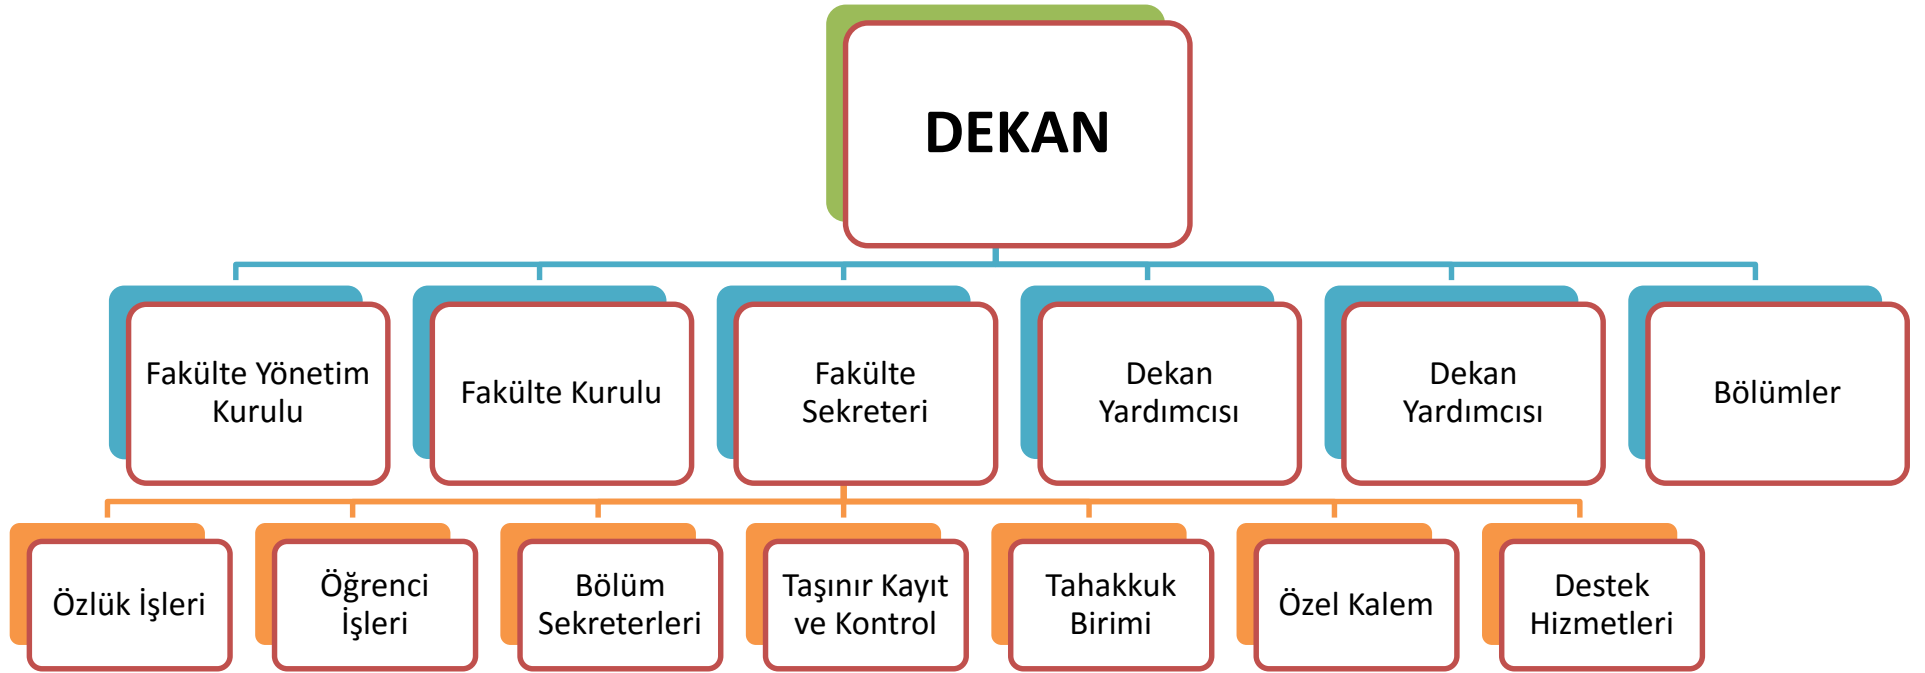 DEKAN
Fakülte Yönetim
Kurulu
Fakülte Kurulu
Fakülte
Sekreteri
Dekan
Yardımcısı
Dekan
Yardımcısı
Bölümler
Özlük İşleri
Öğrenci
İşleri
Bölüm
Sekreterleri
Taşınır Kayıt
ve Kontrol
Tahakkuk
Birimi
Özel Kalem
Destek
Hizmetleri